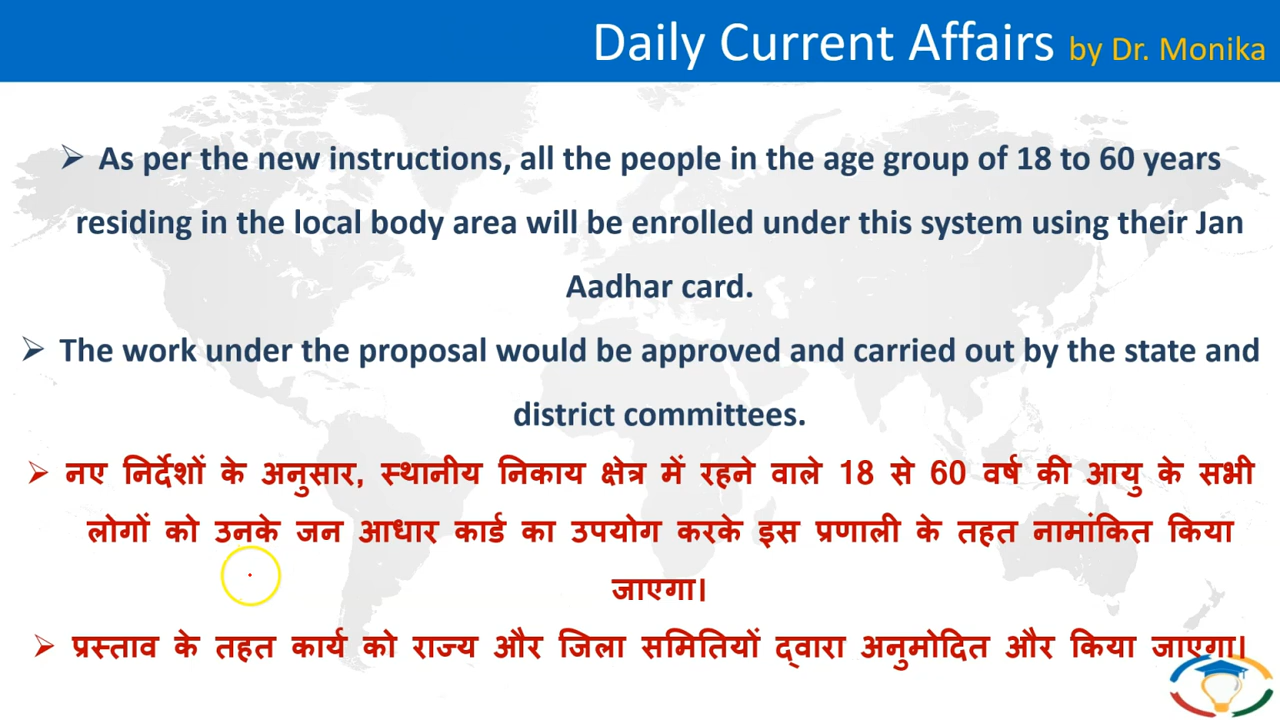 Daily Current Affairs by Dr. Monika
➢ As per the new instructions, all the people in the age group of 18 to 60 years
residing in the local body area will be enrolled under this system using their Jan
Aadhar card.
➢ The work under the proposal would be approved and carried out by the state and
district committees.
➢ नए निर्देशों के अनुसार, स्थानीय निकाय क्षेत्र में रहने वाले 18 से 60 वर्ष की आयु के सभी
लोगों को उनके जन आधार कार्ड का उपयोग करके इस प्रणाली के तहत नामांकित किया
जाएगा।
➢ प्रस्ताव के तहत कार्य को राज्य और जिला समितियों द्वारा अनुमोदित और किया जाएगा।